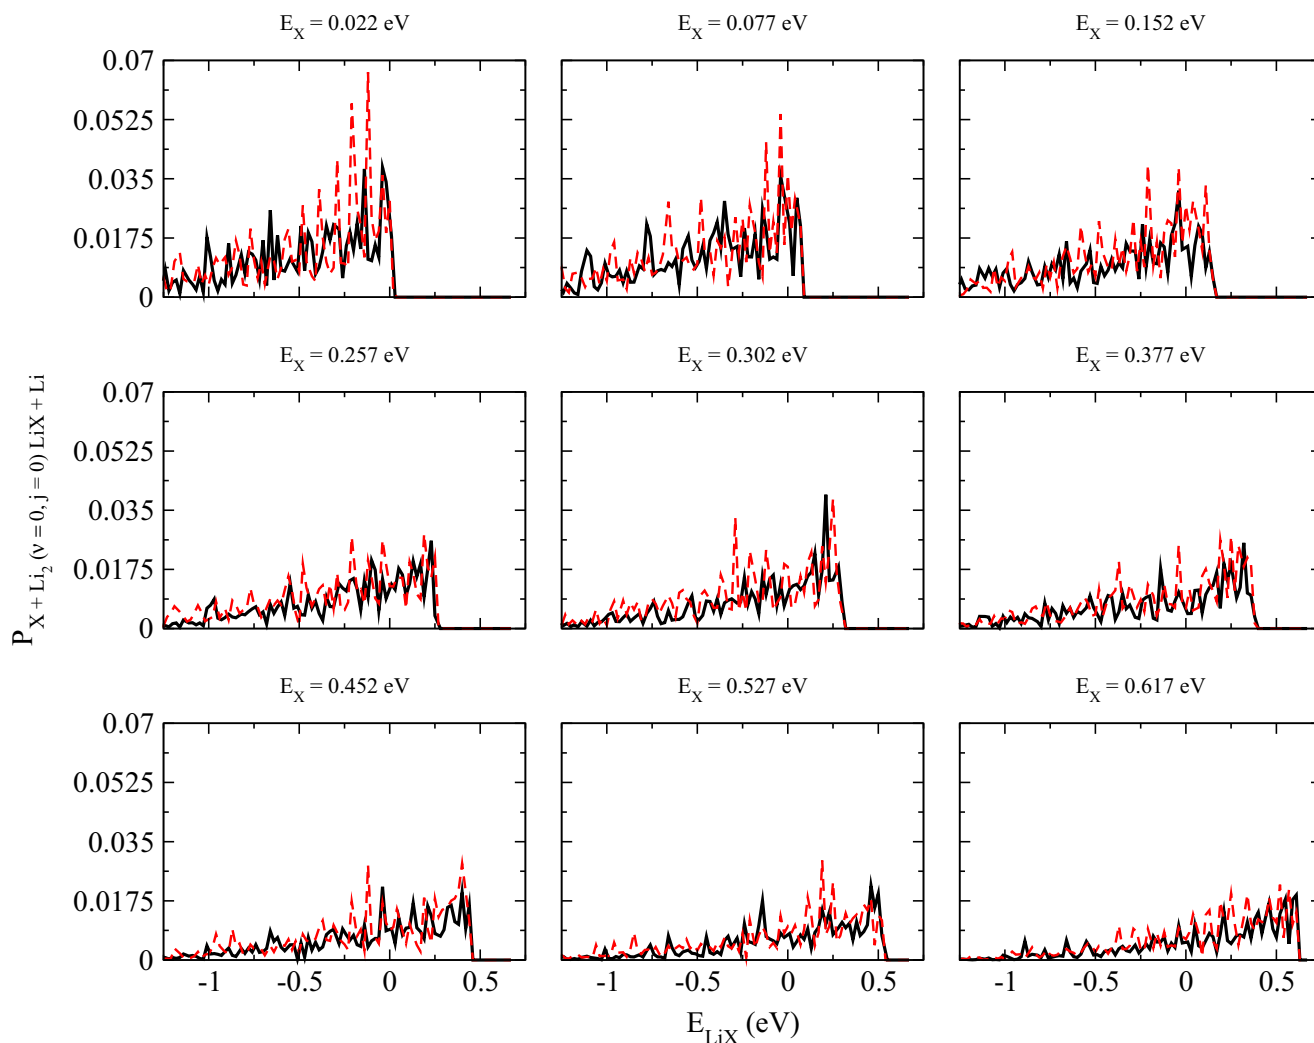 E_X = 0.022 eV
E_X = 0.077 eV
E_X = 0.152 eV
0.07
0.0525
0.035
0.0175
0
E_X = 0.257 eV
E_X = 0.302 eV
E_X = 0.377 eV
0.07
0.0525
0.035
0.0175
0
P_X + Li_2 (ν = 0, j = 0) LiX + Li
E_X = 0.452 eV
E_X = 0.527 eV
E_X = 0.617 eV
0.07
0.0525
0.035
0.0175
0
-1 -0.5 0 0.5
-1 -0.5 0 0.5
-1 -0.5 0 0.5
E_LiX (eV)